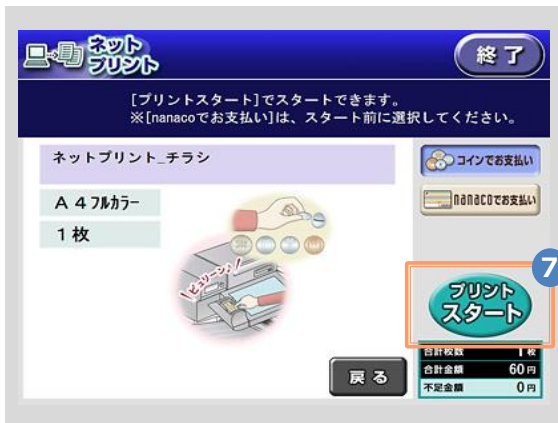 ネット
プリント
終了
[プリントスタート]でスタートできます。
※[nanacoでお支払い]は、スタート前に選択してください。
ネットプリント_チラシ
A4フルカラー
1枚
ピュリーン♪!
コインでお支払い
nanacoでお支払い
7
プリント
スタート
戻る
合計枚数 1枚
合計金額 60円
不足金額 0円